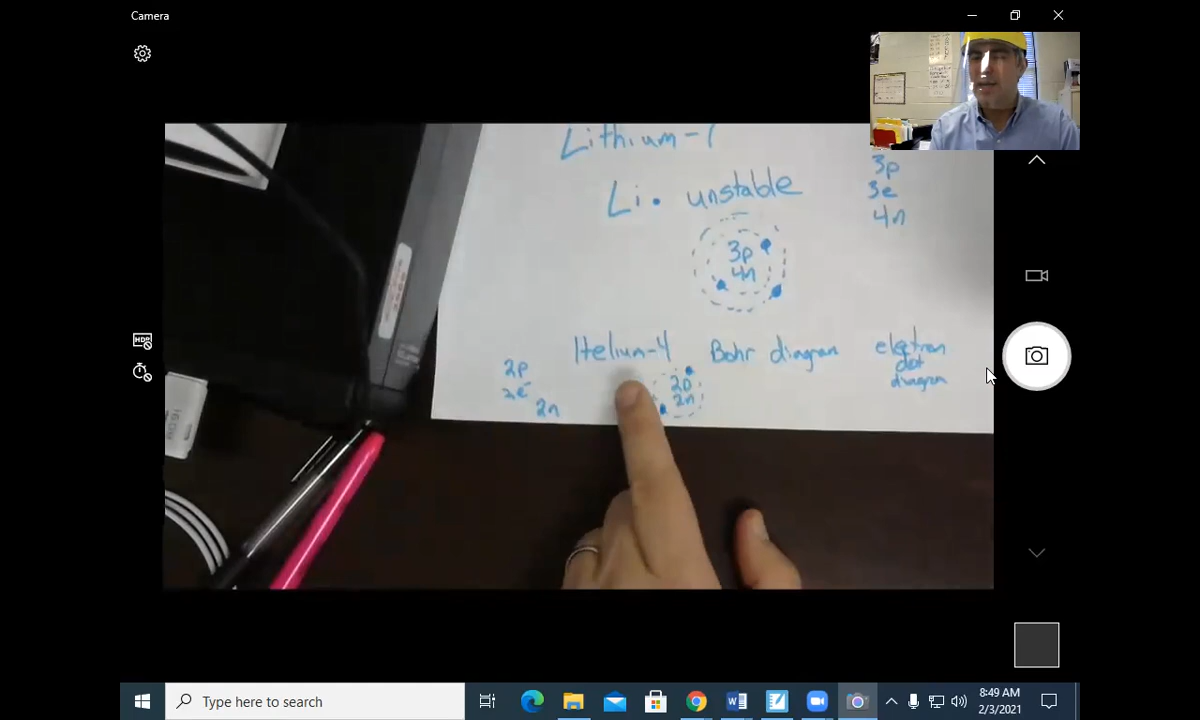 Camera
Lithium-7
Li. unstable
3p
3e
4n
3p
4n
Helium-4
Bohr diagram
electron
dot
diagram
2p
2e-
2n
2p
2n
Type here to search
8:49 AM
2/3/2021